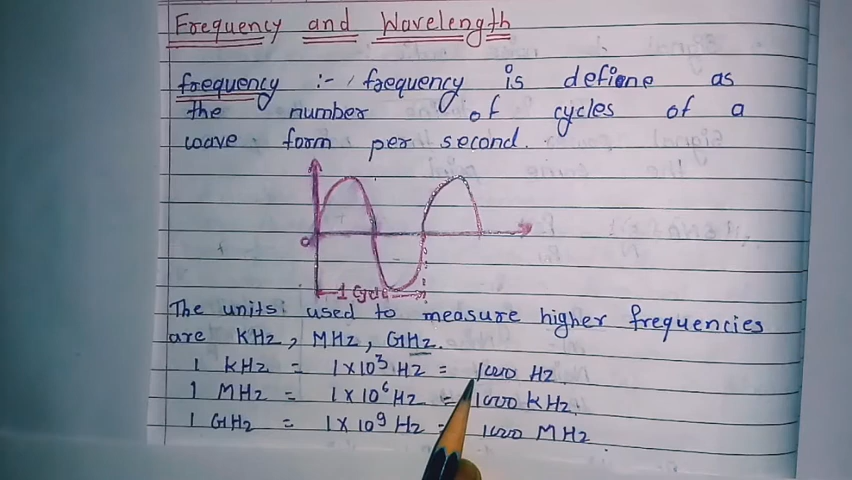 Frequency and Wavelength
frequency :- frequency is define as
the number of cycles of a
wave form per second.
0
1 Cycle
The units used to measure higher frequencies
are KHz, MHz, GHz.
1 KHz = 1×10³ Hz = 1000 Hz
1 MHz = 1×10⁶ Hz = 1000 KHz.
1 GHz = 1×10⁹ Hz = 1000 MHz